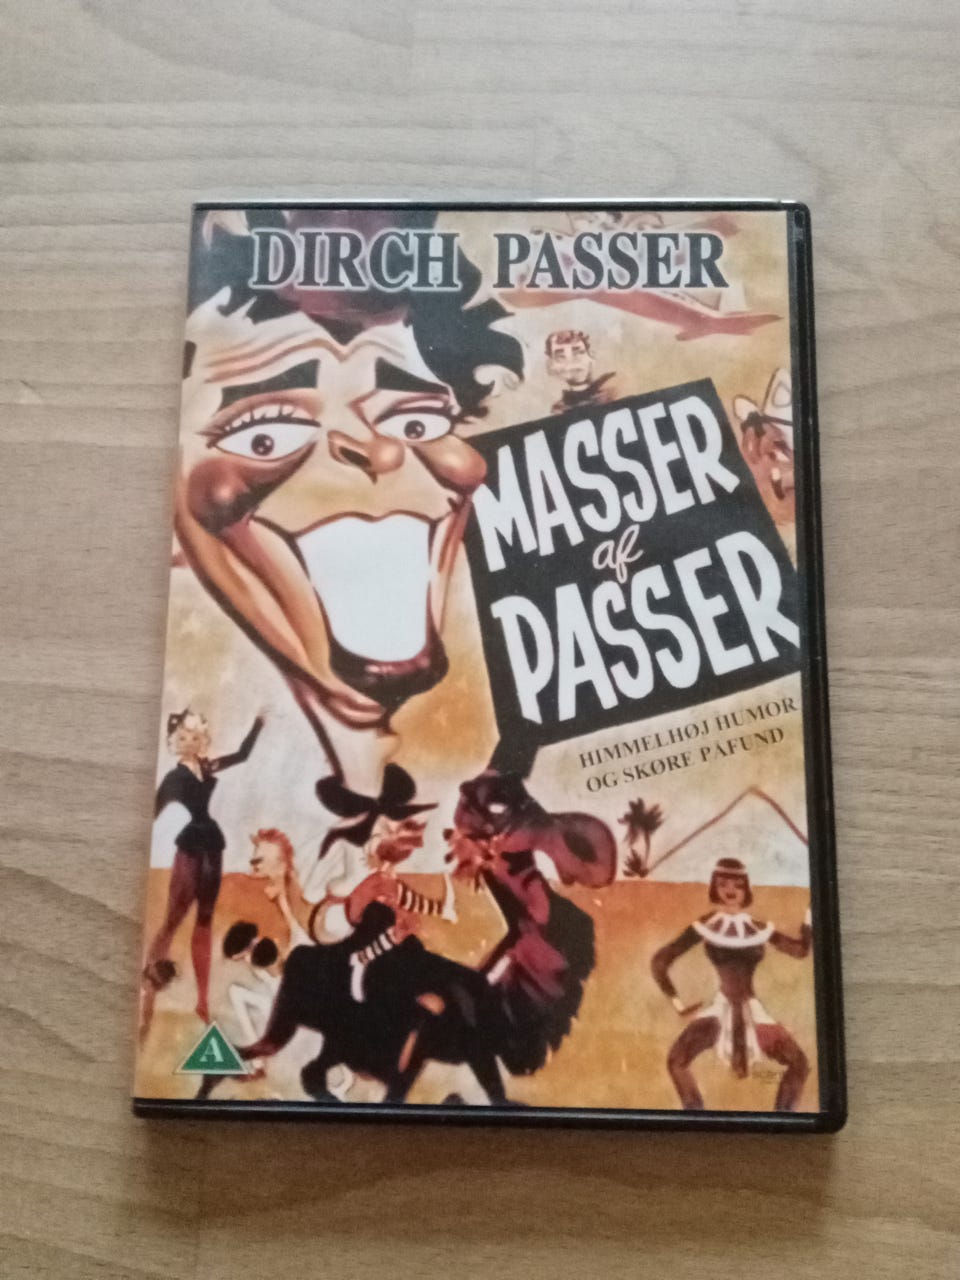 DIRCH PASSER
MASSER
af
PASSER
HIMMELHØJ HUMOR
OG SKØRE PÅFUND
A